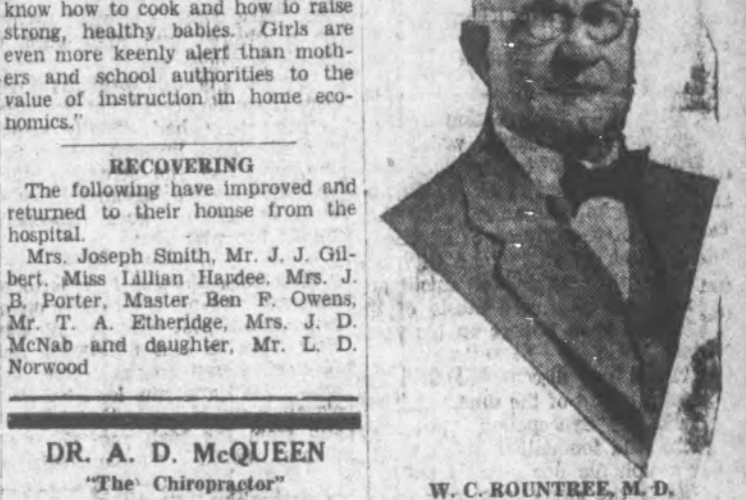 know how to cook and how io raise
strong, healthy babies. Girls are
even more keenly alert than moth-
ers and school authorities to the
value of instruction in home eco-
nomics."
RECOVERING
The following have improved and
returned to their homse from the
hospital.
Mrs. Joseph Smith, Mr. J. J. Gil-
bert, Miss Lillian Hardee, Mrs. J.
B. Porter, Master Ben F. Owens,
Mr. T. A. Etheridge, Mrs. J. D.
McNab and daughter, Mr. L. D.
Norwood
DR. A. D. McQUEEN
"The Chiropractor"
W. C. ROUNTREE, M. D.